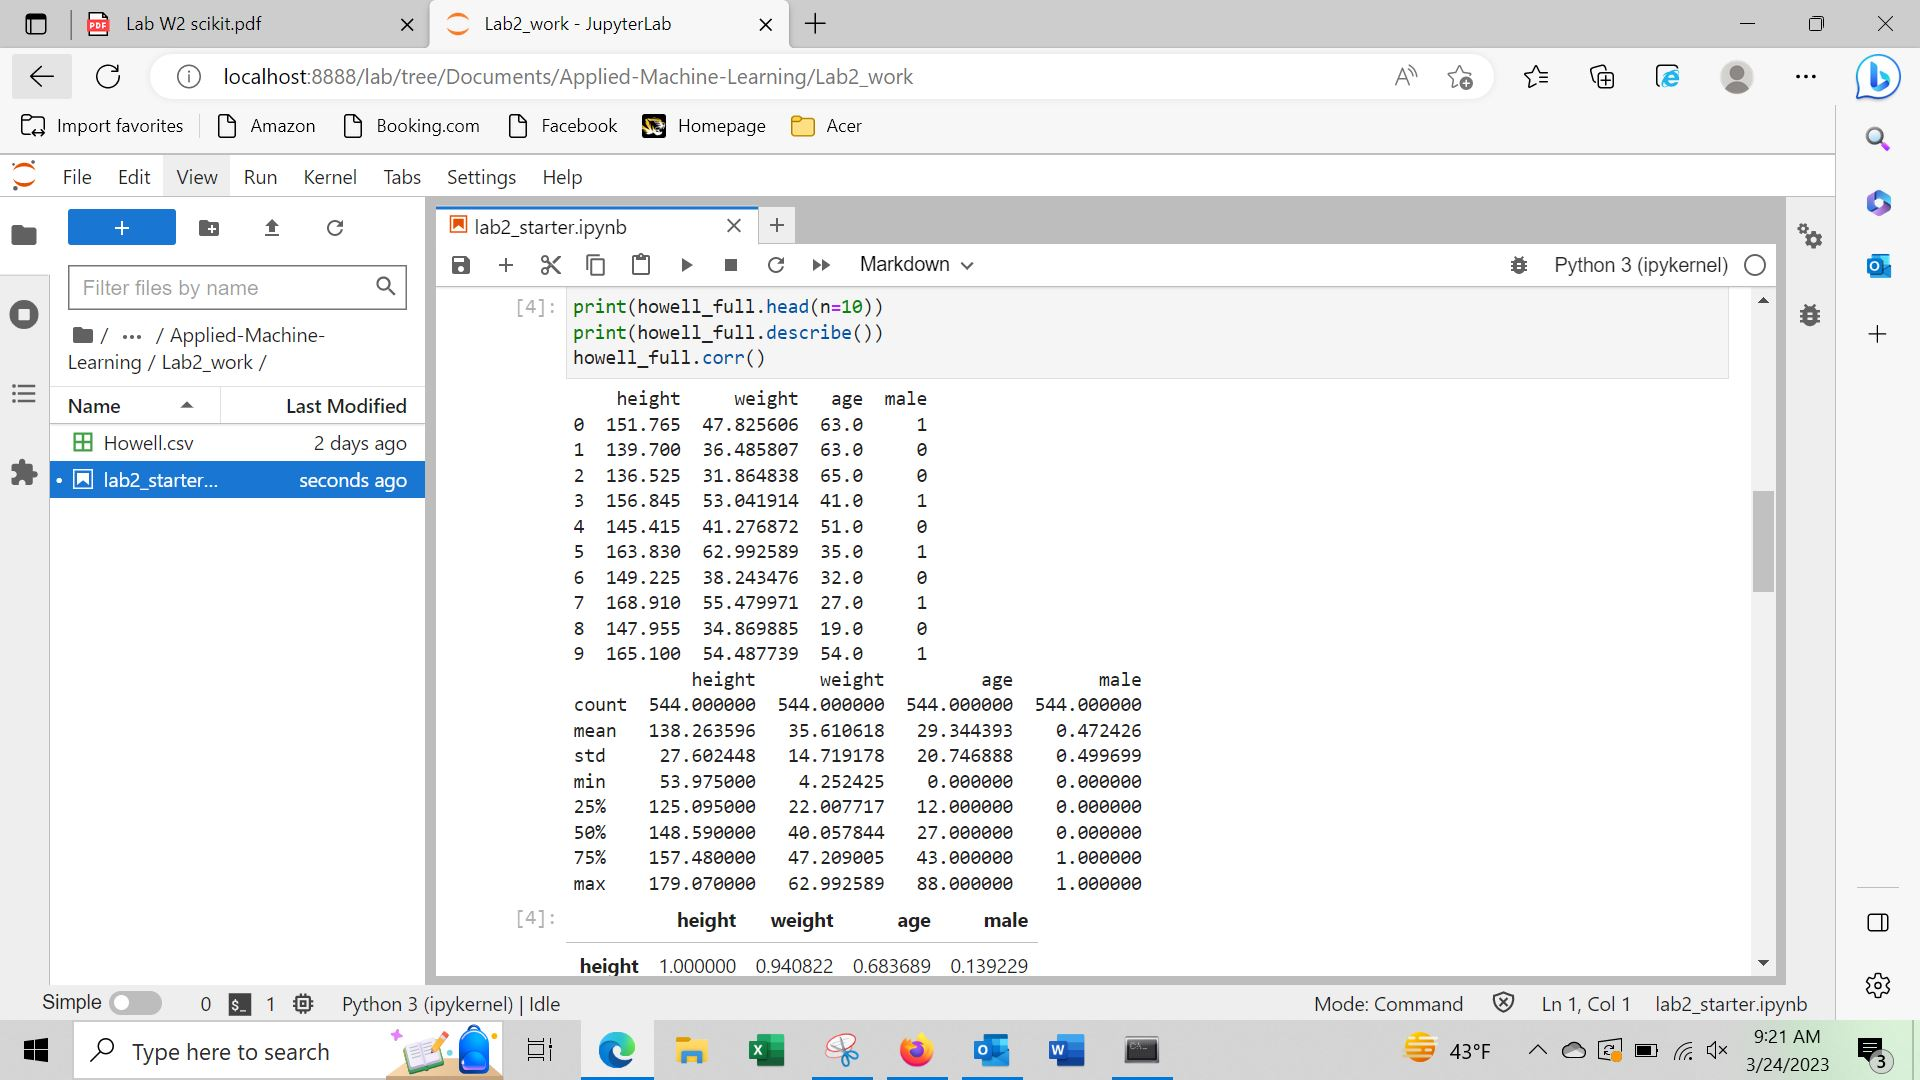 Lab W2 scikit.pdf
Lab2_work - JupyterLab
localhost:8888/lab/tree/Documents/Applied-Machine-Learning/Lab2_work
Import favorites Amazon Booking.com Facebook Homepage Acer
File Edit View Run Kernel Tabs Settings Help
Filter files by name
/ ··· / Applied-Machine-
Learning / Lab2_work /
Name Last Modified
Howell.csv 2 days ago
lab2_starter... seconds ago
lab2_starter.ipynb
Markdown Python 3 (ipykernel)
[4]: print(howell_full.head(n=10))
print(howell_full.describe())
howell_full.corr()
height weight age male
0 151.765 47.825606 63.0 1
1 139.700 36.485807 63.0 0
2 136.525 31.864838 65.0 0
3 156.845 53.041914 41.0 1
4 145.415 41.276872 51.0 0
5 163.830 62.992589 35.0 1
6 149.225 38.243476 32.0 0
7 168.910 55.479971 27.0 1
8 147.955 34.869885 19.0 0
9 165.100 54.487739 54.0 1
height weight age male
count 544.000000 544.000000 544.000000 544.000000
mean 138.263596 35.610618 29.344393 0.472426
std 27.602448 14.719178 20.746888 0.499699
min 53.975000 4.252425 0.000000 0.000000
25% 125.095000 22.007717 12.000000 0.000000
50% 148.590000 40.057844 27.000000 0.000000
75% 157.480000 47.209005 43.000000 1.000000
max 179.070000 62.992589 88.000000 1.000000
[4]: height weight age male
height 1.000000 0.940822 0.683689 0.139229
Simple 0 $_ 1 Python 3 (ipykernel) | Idle Mode: Command Ln 1, Col 1 lab2_starter.ipynb
Type here to search
43°F
9:21 AM
3/24/2023
3